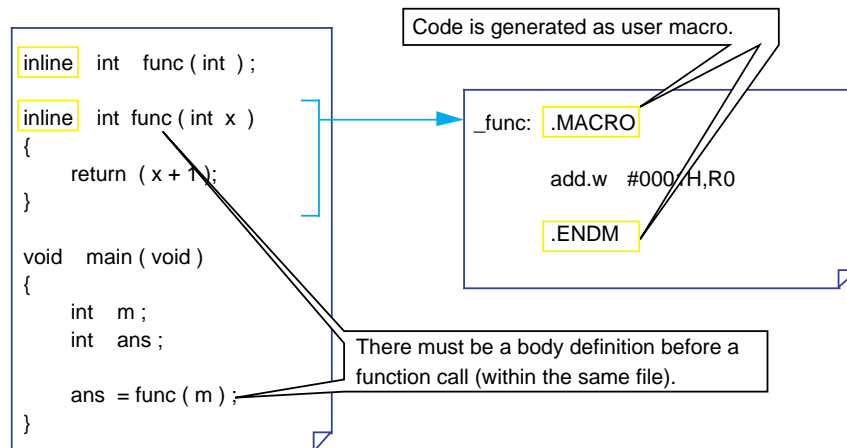 Code is generated as user macro.
inline int func ( int ) ;
inline int func ( int x )
{
return ( x + 1 );
}
void main ( void )
{
int m ;
int ans ;
ans = func ( m ) ;
}
_func: .MACRO
add.w #0001H,R0
.ENDM
There must be a body definition before a
function call (within the same file).